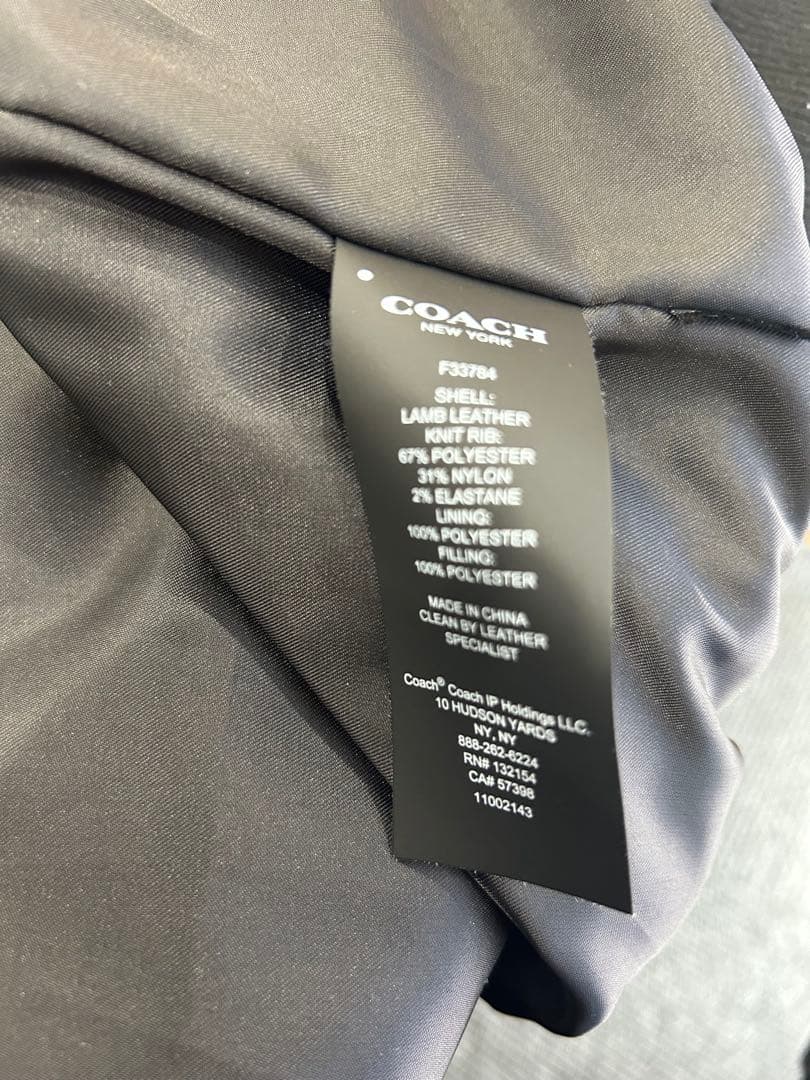 COACH
NEW YORK
F33784
SHELL:
LAMB LEATHER
KNIT RIB:
67% POLYESTER
31% NYLON
2% ELASTANE
LINING:
100% POLYESTER
FILLING:
100% POLYESTER
MADE IN CHINA
CLEAN BY LEATHER
SPECIALIST
Coach® Coach IP Holdings LLC.
10 HUDSON YARDS
NY, NY
888-262-6224
RN# 132154
CA# 57398
11002143